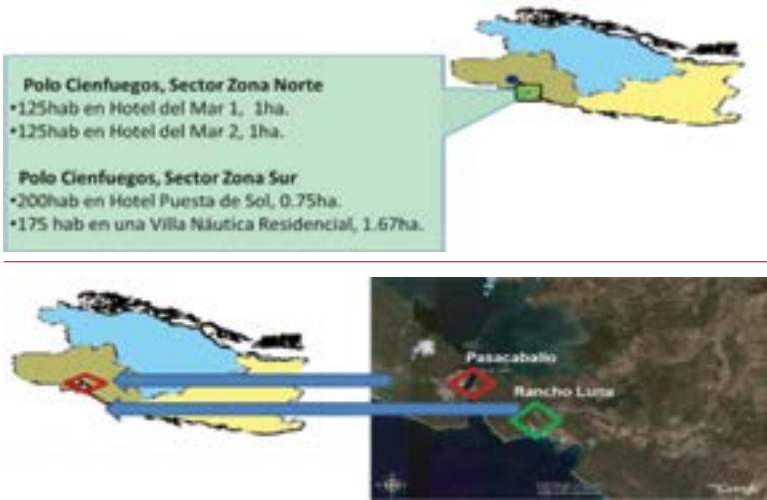 Polo Cienfuegos, Sector Zona Norte
•125hab en Hotel del Mar 1, 1ha.
•125hab en Hotel del Mar 2, 1ha.
Polo Cienfuegos, Sector Zona Sur
•200hab en Hotel Puesta de Sol, 0.75ha.
•175 hab en una Villa Náutica Residencial, 1.67ha.
Pasacaballo
Rancho Luna
Google